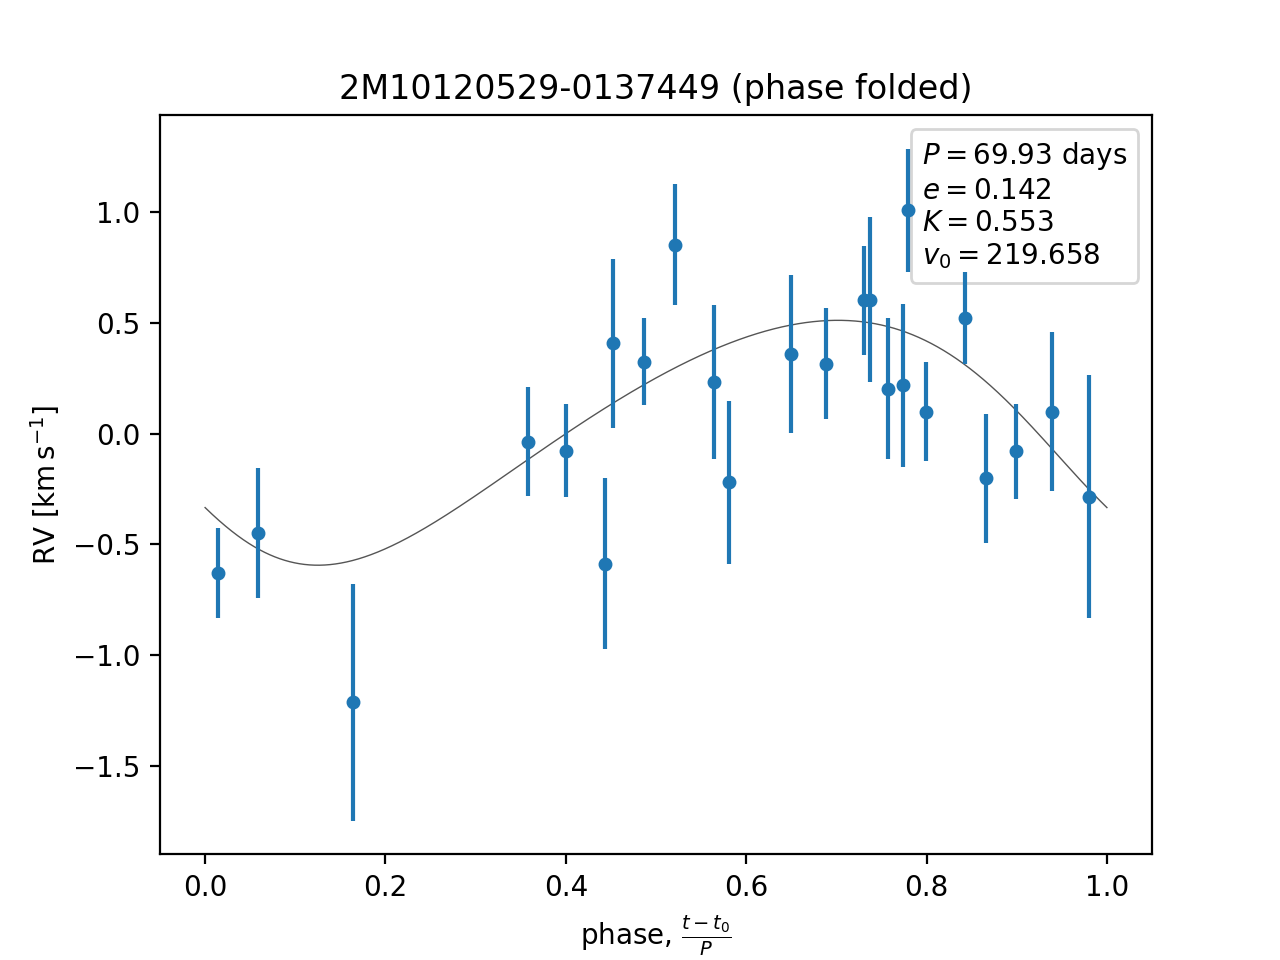 2M10120529-0137449 (phase folded)
P = 69.93 days
e = 0.142
K = 0.553
v₀ = 219.658
RV [km s⁻¹]
1.0
0.5
0.0
−0.5
−1.0
−1.5
0.0 0.2 0.4 0.6 0.8 1.0
phase, (t − t₀)/P